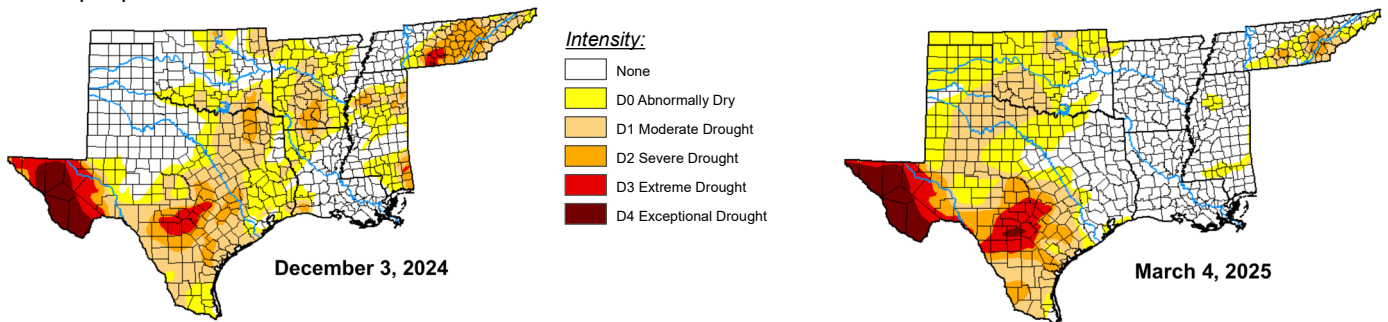 Intensity:
None
D0 Abnormally Dry
D1 Moderate Drought
D2 Severe Drought
D3 Extreme Drought
D4 Exceptional Drought
December 3, 2024
March 4, 2025